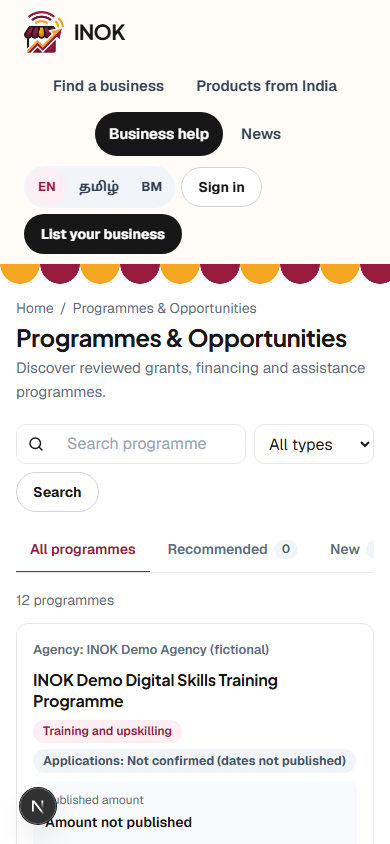 INOK
Find a business Products from India
Business help News
EN தமிழ் BM Sign in
List your business
Home / Programmes & Opportunities
Programmes & Opportunities
Discover reviewed grants, financing and assistance
programmes.
Search programme All types
Search
All programmes Recommended 0 New
12 programmes
Agency: INOK Demo Agency (fictional)
INOK Demo Digital Skills Training
Programme
Training and upskilling
Applications: Not confirmed (dates not published)
N
amount
Amount not published